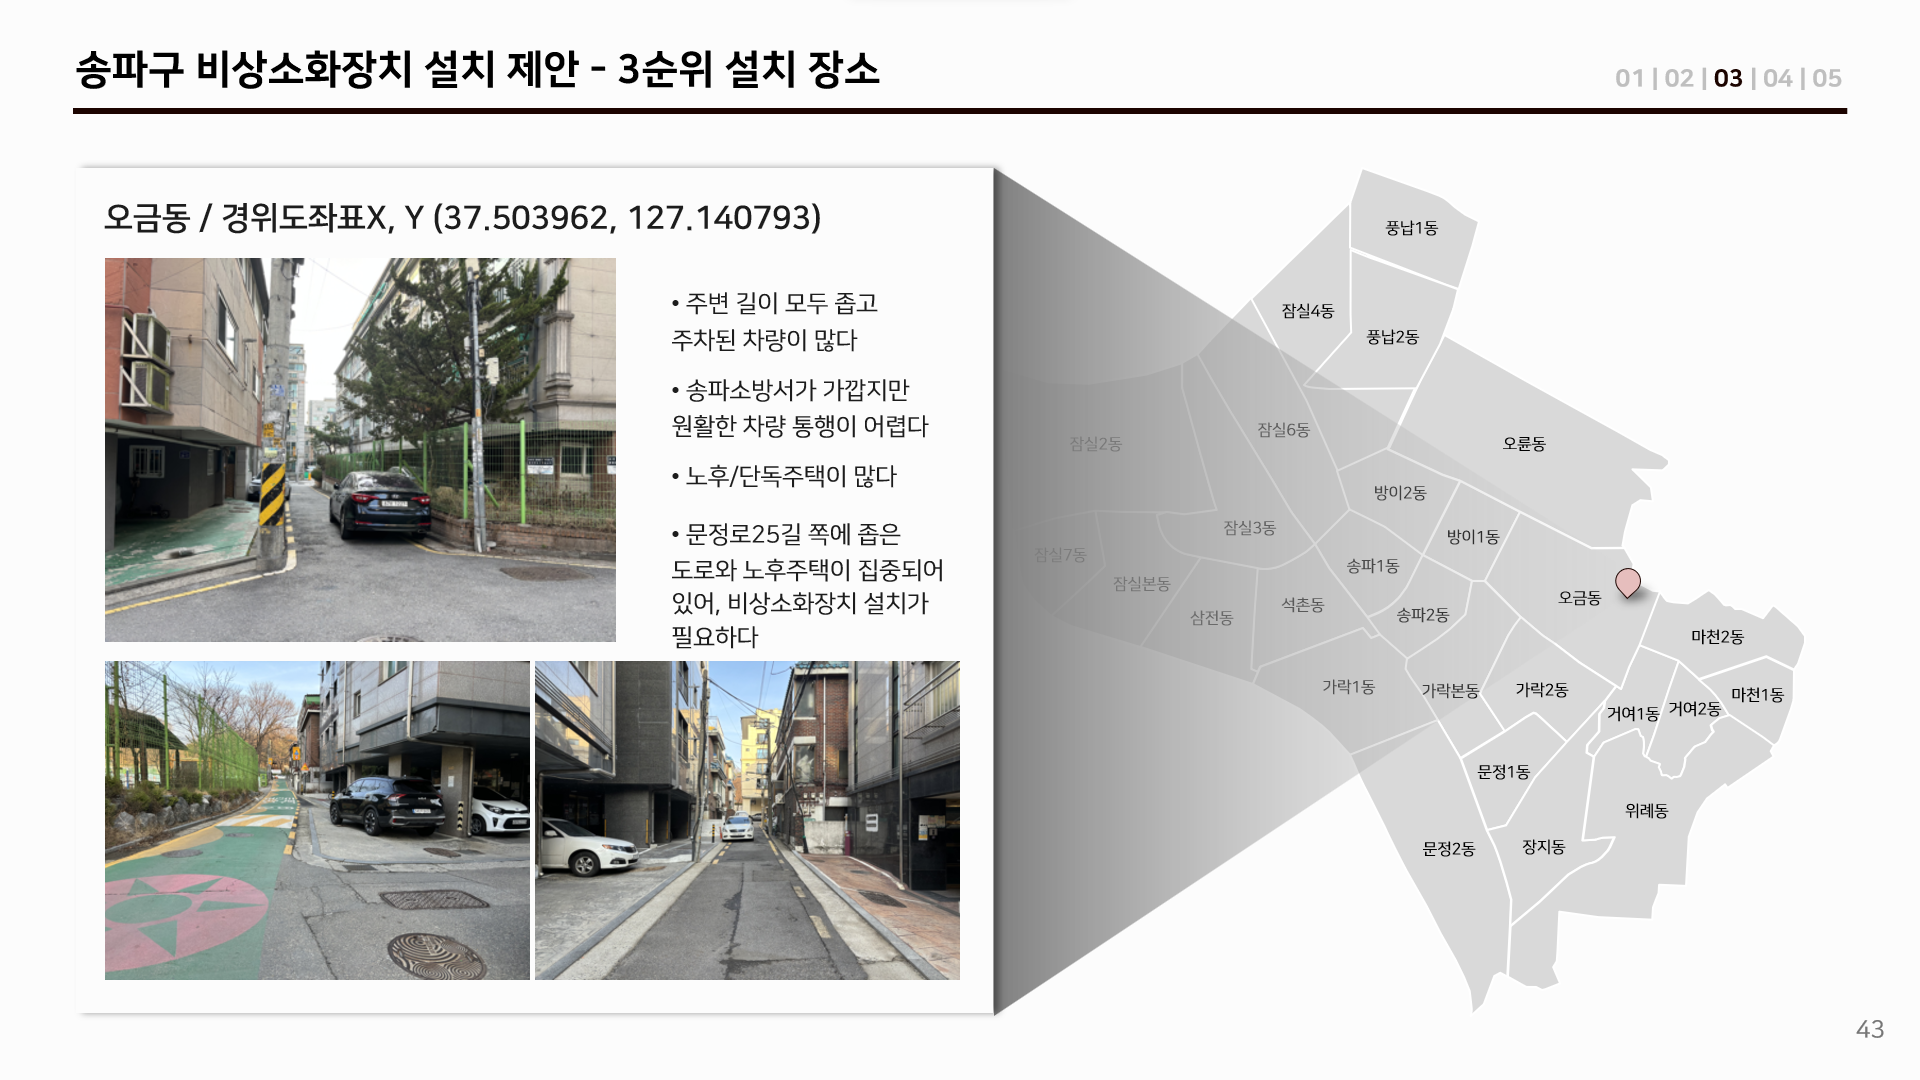 송파구 비상소화장치 설치 제안 - 3순위 설치 장소
01 | 02 | 03 | 04 | 05
오금동 / 경위도좌표X, Y (37.503962, 127.140793)
• 주변 길이 모두 좁고
주차된 차량이 많다
• 송파소방서가 가깝지만
원활한 차량 통행이 어렵다
• 노후/단독주택이 많다
• 문정로25길 쪽에 좁은
도로와 노후주택이 집중되어
있어, 비상소화장치 설치가
필요하다
풍납1동
잠실4동
풍납2동
잠실2동
잠실6동
오륜동
방이2동
잠실3동
방이1동
잠실7동
송파1동
잠실본동
삼전동
석촌동
송파2동
오금동
마천2동
가락1동
가락본동
가락2동
거여1동
거여2동
마천1동
문정1동
위례동
문정2동
장지동
43